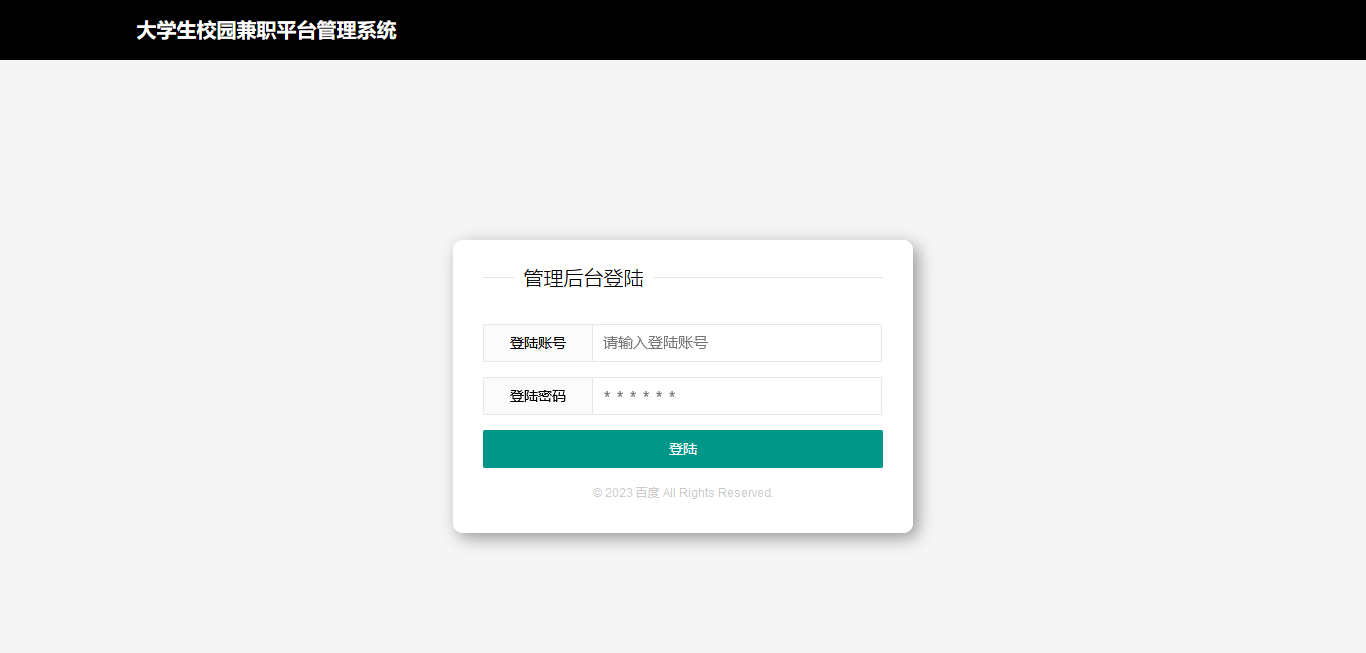 大学生校园兼职平台管理系统
管理后台登陆
登陆账号 请输入登陆账号
登陆密码 * * * * * *
登陆
© 2023 百度 All Rights Reserved.